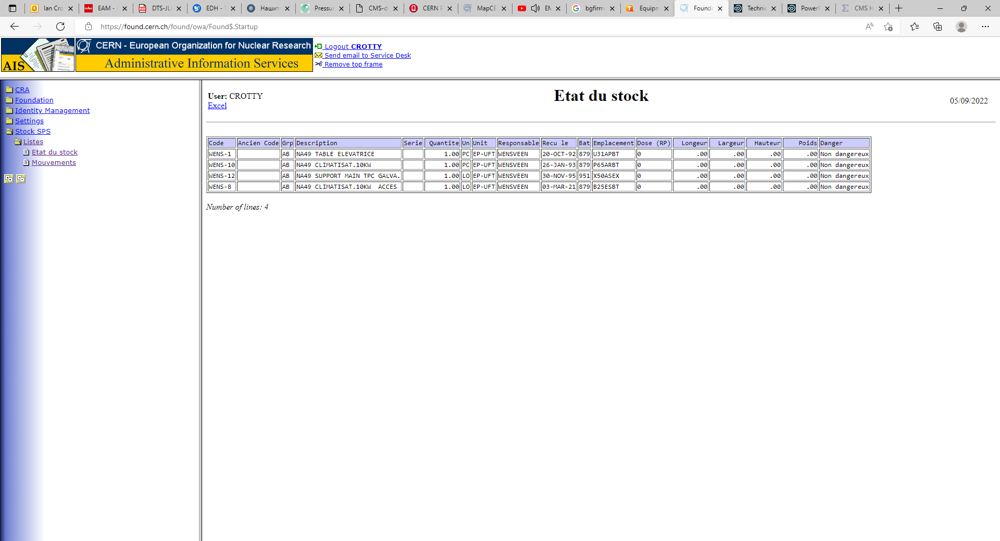 Ian Cro
EAM -
DTS-JL
EDH -
Нашит
Pressu
CMS-d
CERN
MapCE
bgfirm
Equipm
Founda
Techni
Power
CMS H
https://found.cern.ch/found/owa/Found$.Startup
AIS
CERN - European Organization for Nuclear Research
Administrative Information Services
Logout CROTTY
Send email to Service Desk
Remove top frame
CRA
Foundation
Identity Management
Settings
Stock SPS
Listes
Etat du stock
Mouvements
User: CROTTY
Excel
Etat du stock
05/09/2022
Code Ancien Code Grp Description Serie Quantite Un Unit Responsable Recu le Bat Emplacement Dose (RP) Longeur Largeur Hauteur Poids Danger
WENS-1 AB NA49 TABLE ELEVATRICE 1.00 PC EP-UFT WENSVEEN 20-OCT-92 879 U31APBT 0 .00 .00 .00 .00 Non dangereux
WENS-10 AB NA49 CLIMATISAT.10KW 1.00 PC EP-UFT WENSVEEN 26-JAN-93 879 P65ARBT 0 .00 .00 .00 .00 Non dangereux
WENS-12 AB NA49 SUPPORT MAIN TPC GALVA. 1.00 LO EP-UFT WENSVEEN 30-NOV-95 951 X50ASEX 0 .00 .00 .00 .00 Non dangereux
WENS-8 AB NA49 CLIMATISAT.10KW ACCES 1.00 LO EP-UFT WENSVEEN 03-MAR-21 879 B25ESBT 0 .00 .00 .00 .00 Non dangereux
Number of lines: 4